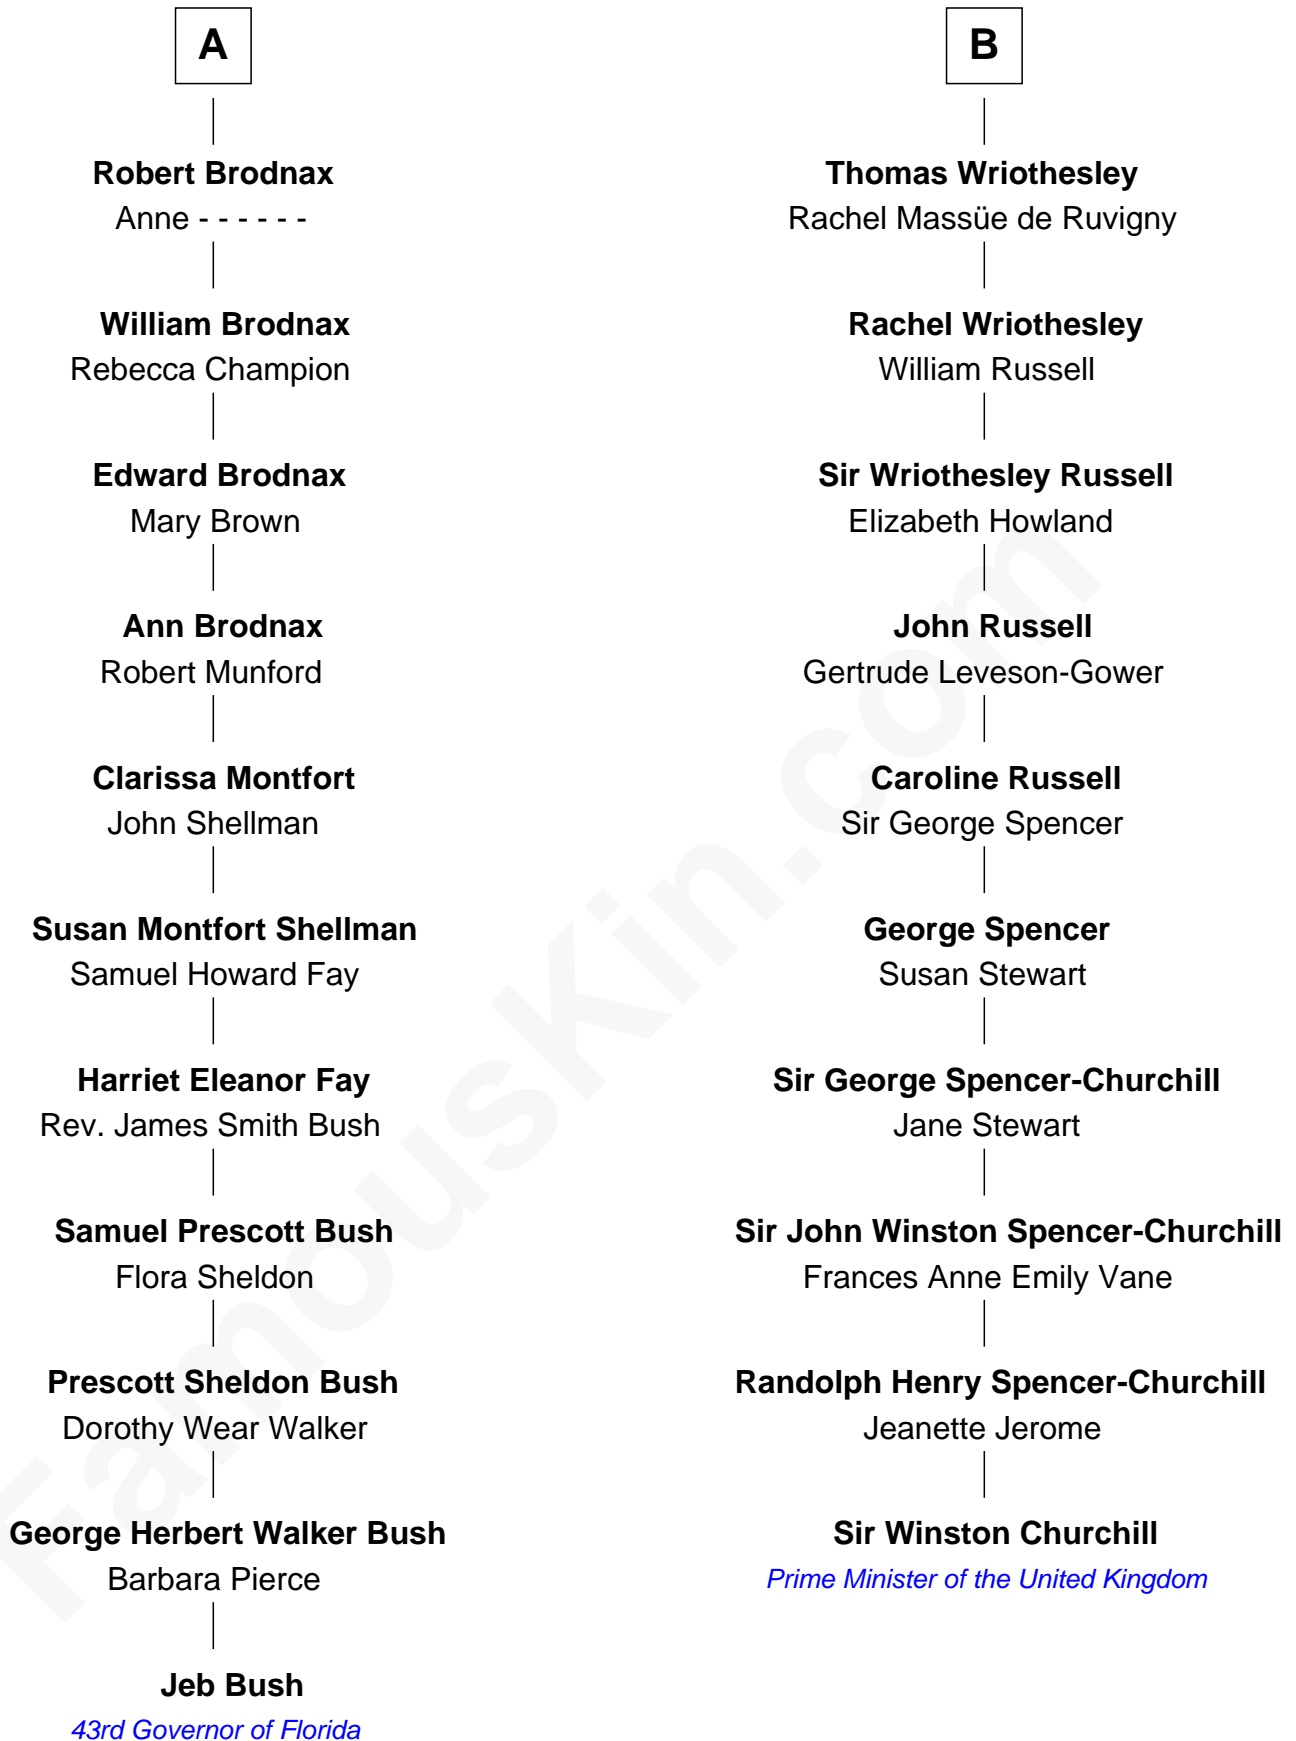 A
Robert Brodnax
Anne - - - - - -
William Brodnax
Rebecca Champion
Edward Brodnax
Mary Brown
Ann Brodnax
Robert Munford
Clarissa Montfort
John Shellman
Susan Montfort Shellman
Samuel Howard Fay
Harriet Eleanor Fay
Rev. James Smith Bush
Samuel Prescott Bush
Flora Sheldon
Prescott Sheldon Bush
Dorothy Wear Walker
George Herbert Walker Bush
Barbara Pierce
Jeb Bush
43rd Governor of Florida
B
Thomas Wriothesley
Rachel Massüe de Ruvigny
Rachel Wriothesley
William Russell
Sir Wriothesley Russell
Elizabeth Howland
John Russell
Gertrude Leveson-Gower
Caroline Russell
Sir George Spencer
George Spencer
Susan Stewart
Sir George Spencer-Churchill
Jane Stewart
Sir John Winston Spencer-Churchill
Frances Anne Emily Vane
Randolph Henry Spencer-Churchill
Jeanette Jerome
Sir Winston Churchill
Prime Minister of the United Kingdom
FamousKin.com